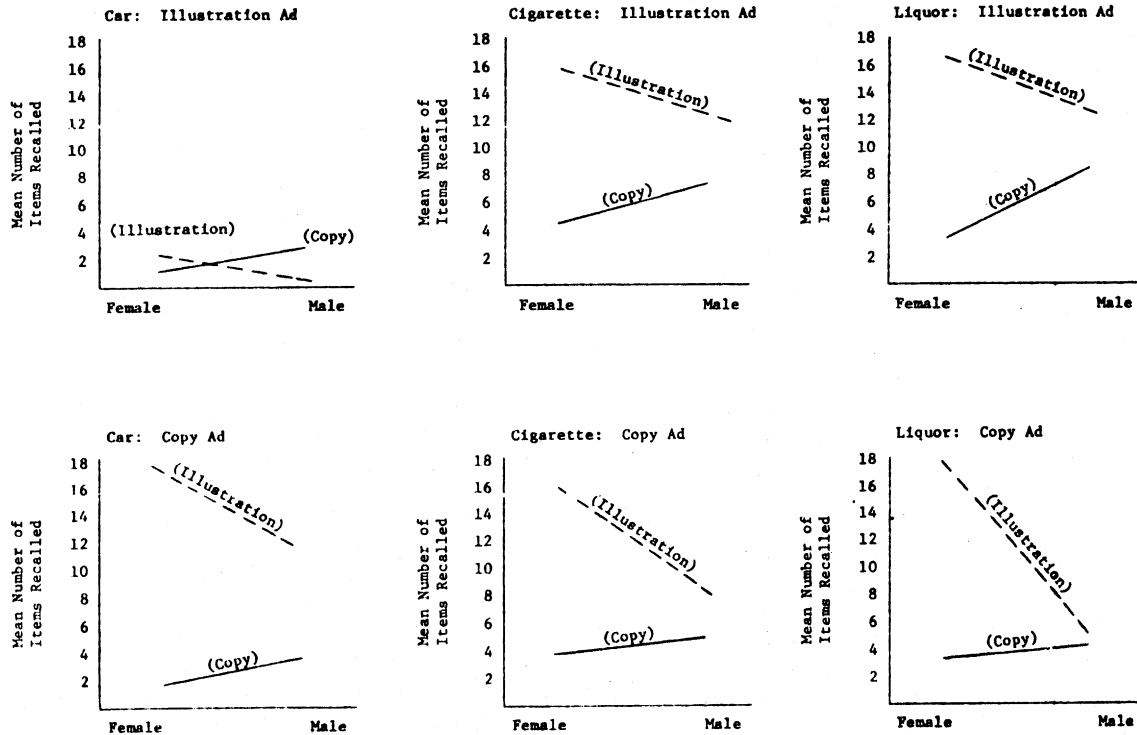 Car: Illustration Ad
Mean Number of
Items Recalled
18
16
14
12
10
8
6
4
2
(Illustration)
(Copy)
Female Male
Cigarette: Illustration Ad
Mean Number of
Items Recalled
18
16
14
12
10
8
6
4
2
(Illustration)
(Copy)
Female Male
Liquor: Illustration Ad
Mean Number of
Items Recalled
18
16
14
12
10
8
6
4
2
(Illustration)
(Copy)
Female Male
Car: Copy Ad
Mean Number of
Items Recalled
18
16
14
12
10
8
6
4
2
(Illustration)
(Copy)
Female Male
Cigarette: Copy Ad
Mean Number of
Items Recalled
18
16
14
12
10
8
6
4
2
(Illustration)
(Copy)
Female Male
Liquor: Copy Ad
Mean Number of
Items Recalled
18
16
14
12
10
8
6
4
2
(Illustration)
(Copy)
Female Male